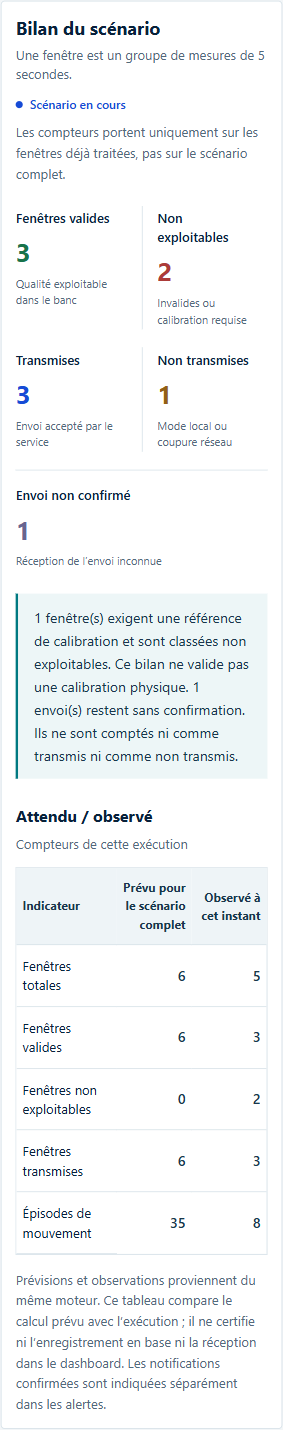 Bilan du scénario
Une fenêtre est un groupe de mesures de 5
secondes.
Scénario en cours
Les compteurs portent uniquement sur les
fenêtres déjà traitées, pas sur le scénario
complet.
Fenêtres valides
3
Qualité exploitable
dans le banc
Non
exploitables
2
Invalides ou
calibration requise
Transmises
3
Envoi accepté par le
service
Non transmises
1
Mode local ou
coupure réseau
Envoi non confirmé
1
Réception de l'envoi inconnue
1 fenêtre(s) exigent une référence
de calibration et sont classées non
exploitables. Ce bilan ne valide pas
une calibration physique. 1
envoi(s) restent sans confirmation.
Ils ne sont comptés ni comme
transmis ni comme non transmis.
Attendu / observé
Compteurs de cette exécution
Indicateur
Prévu pour
le scénario
complet
Observé à
cet instant
Fenêtres
totales
6
5
Fenêtres
valides
6
3
Fenêtres non
exploitables
0
2
Fenêtres
transmises
6
3
Épisodes de
mouvement
35
8
Prévisions et observations proviennent du
même moteur. Ce tableau compare le
calcul prévu avec l'exécution ; il ne certifie
ni l'enregistrement en base ni la réception
dans le dashboard. Les notifications
confirmées sont indiquées séparément
dans les alertes.